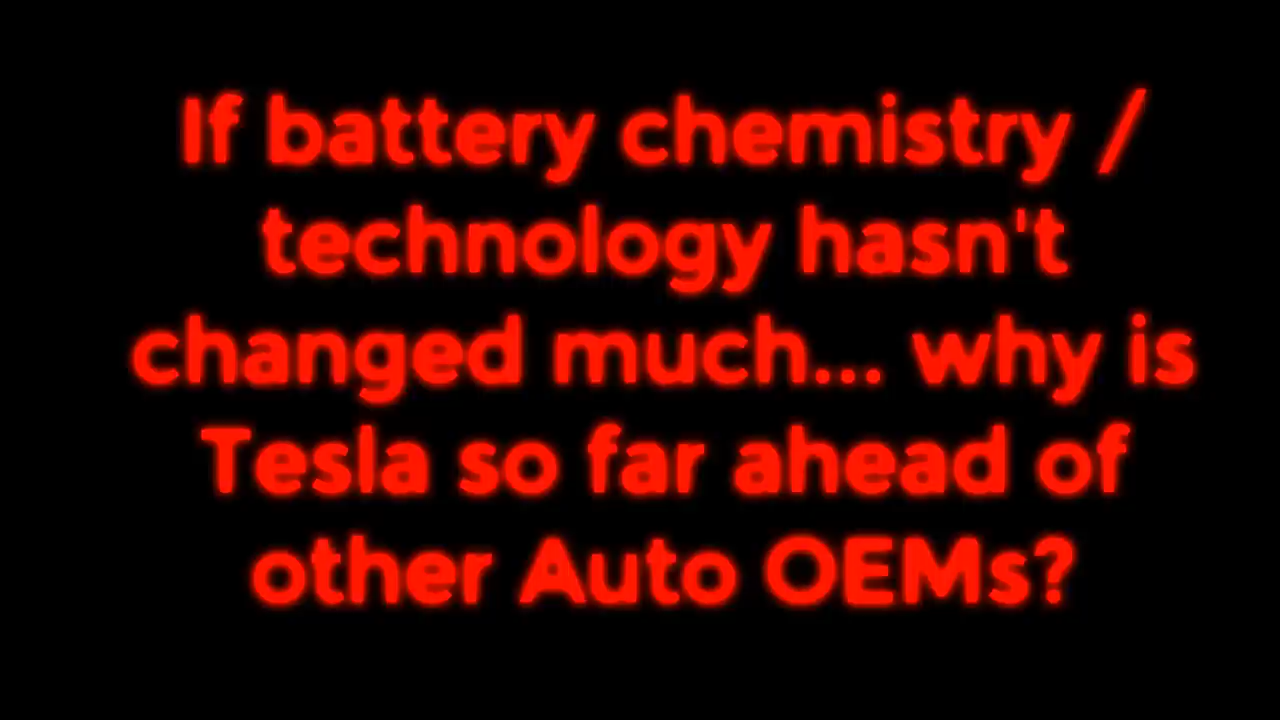 If battery chemistry /
technology hasn't
changed much... why is
Tesla so far ahead of
other Auto OEMs?